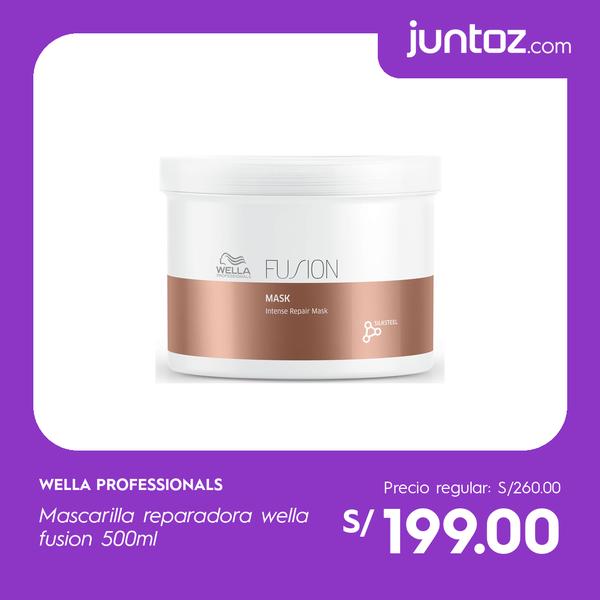 juntoz.com
WELLA
PROFESSIONALS
FUSION
MASK
Intense Repair Mask
SILKSTEEL
WELLA PROFESSIONALS
Mascarilla reparadora wella
fusion 500ml
Precio regular: S/260.00
S/199.00